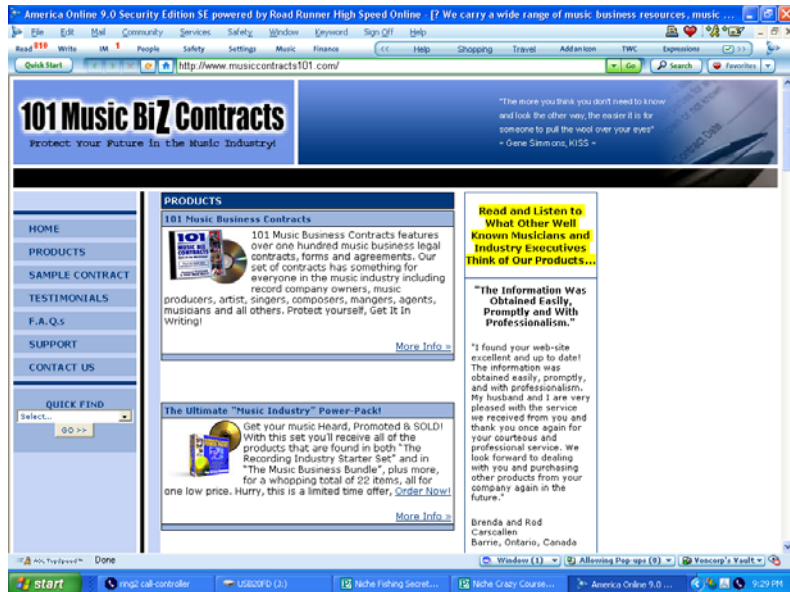 America Online 9.0 Security Edition SE powered by Road Runner High Speed Online - [? We carry a wide range of music business resources, music ...
File Edit Mail Community Services Safety Window Keyword Sign Off Help
Read 810 Write IM 1 People Safety Settings Music Finance << Help Shopping Travel Add an Icon TWC Expressions >>
Quick Start http://www.musiccontracts101.com/ Go Search Favorites
101 Music BiZ Contracts
Protect Your Future in the Music Industry!
"The more you think you don't need to know
and look the other way, the easier it is for
someone to pull the wool over your eyes"
~ Gene Simmons, KISS ~
Contract Date
HOME
PRODUCTS
SAMPLE CONTRACT
TESTIMONIALS
F.A.Q.s
SUPPORT
CONTACT US
QUICK FIND
Select...
GO >>
PRODUCTS
101 Music Business Contracts
101
MUSIC BIZ
CONTRACTS
101 Music Business Contracts features
over one hundred music business legal
contracts, forms and agreements. Our
set of contracts has something for
everyone in the music industry including
record company owners, music
producers, artist, singers, composers, mangers, agents,
musicians and all others. Protect yourself, Get It In
Writing!
More Info »
The Ultimate "Music Industry" Power-Pack!
Get your music Heard, Promoted & SOLD!
With this set you'll receive all of the
products that are found in both "The
Recording Industry Starter Set" and in
"The Music Business Bundle", plus more,
for a whopping total of 22 items, all for
one low price. Hurry, this is a limited time offer, Order Now!
More Info »
Read and Listen to
What Other Well
Known Musicians and
Industry Executives
Think of Our Products...
"The Information Was
Obtained Easily,
Promptly and With
Professionalism."
"I found your web-site
excellent and up to date!
The information was
obtained easily, promptly,
and with professionalism.
My husband and I are very
pleased with the service
we received from you and
thank you once again for
your courteous and
professional service. We
look forward to dealing
with you and purchasing
other products from your
company again in the
future."
Brenda and Rod
Carscallen
Barrie, Ontario, Canada
AOL TopSpeed™ Done Window (1) Allowing Pop-ups (0) Voncorp's Vault
start ring2 call-controller USB20FD (J:) Niche Fishing Secret... Niche Crazy Course... America Online 9.0 ... 9:29 PM